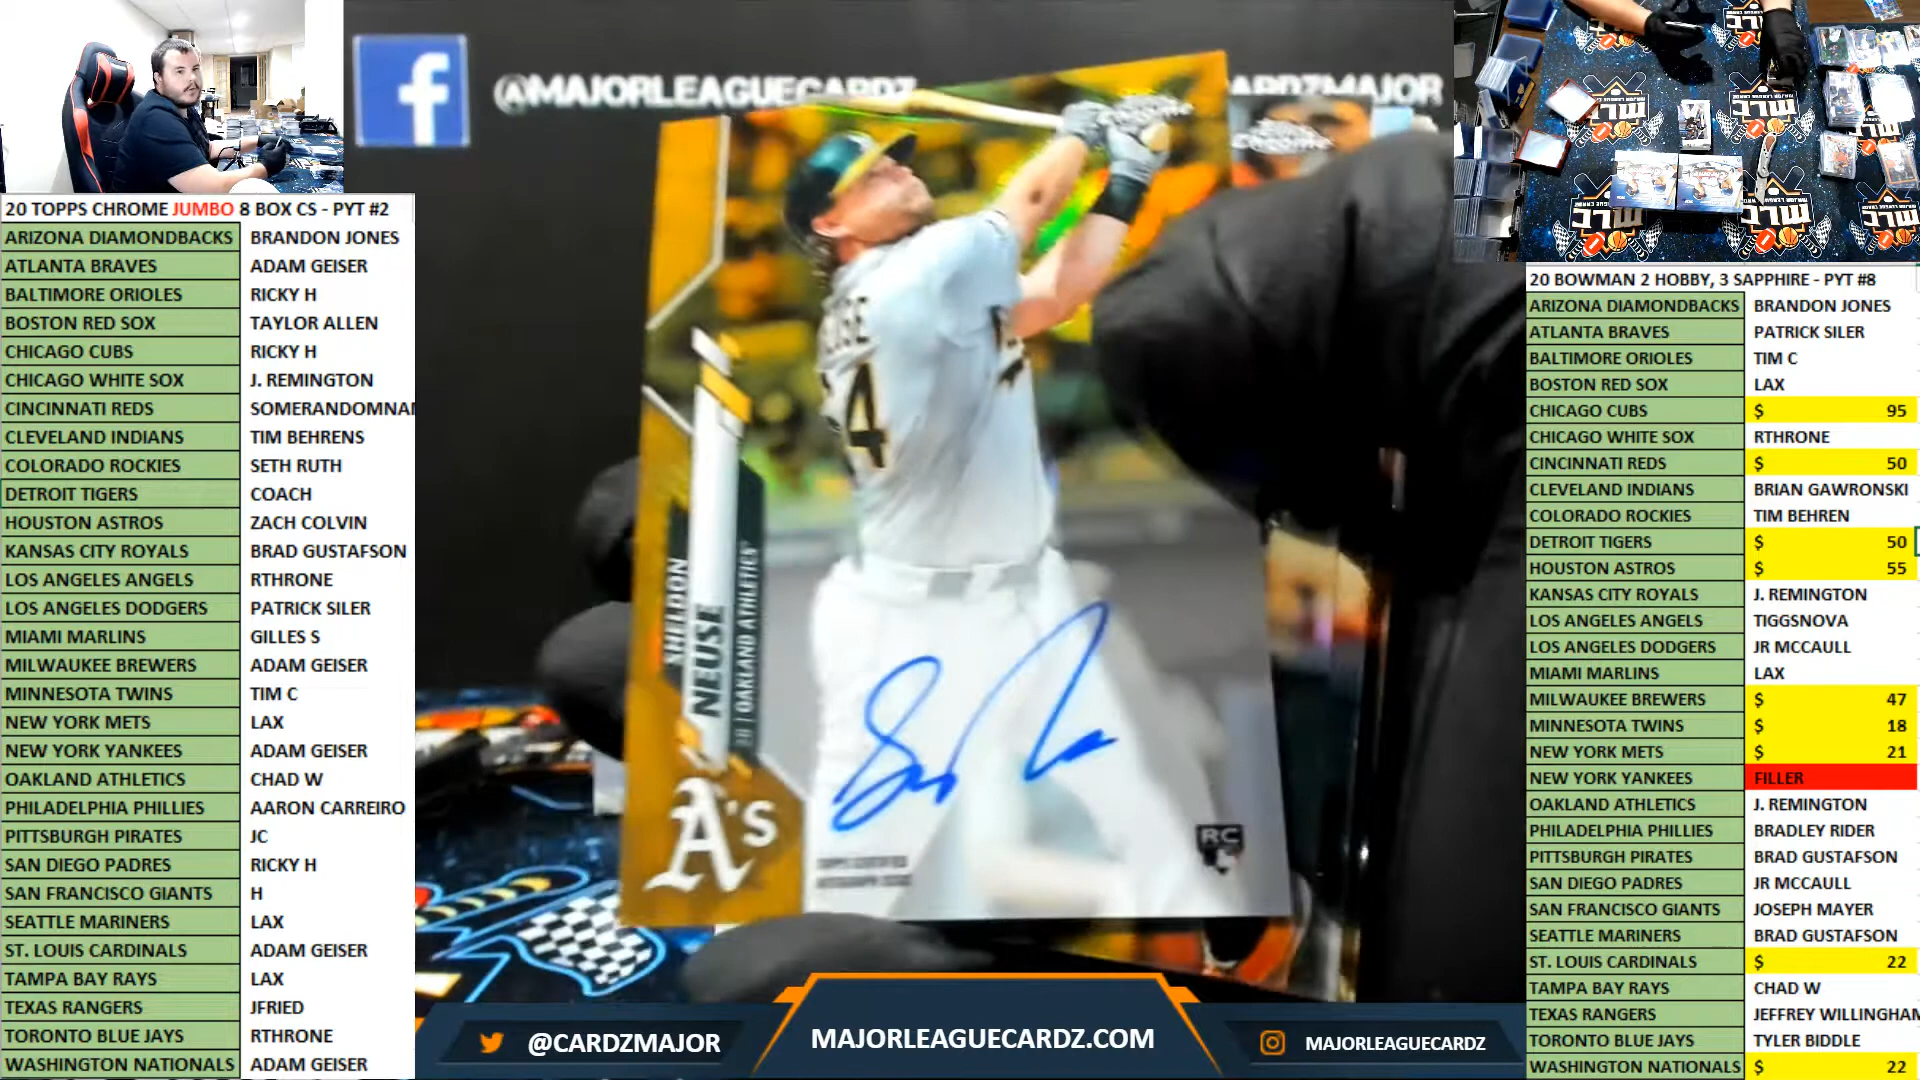 @MAJORLEAGUECARDZ
CARDZMAJOR
20 TOPPS CHROME JUMBO 8 BOX CS - PYT #2
ARIZONA DIAMONDBACKS BRANDON JONES
ATLANTA BRAVES ADAM GEISER
BALTIMORE ORIOLES RICKY H
BOSTON RED SOX TAYLOR ALLEN
CHICAGO CUBS RICKY H
CHICAGO WHITE SOX J. REMINGTON
CINCINNATI REDS SOMERANDOMNA
CLEVELAND INDIANS TIM BEHRENS
COLORADO ROCKIES SETH RUTH
DETROIT TIGERS COACH
HOUSTON ASTROS ZACH COLVIN
KANSAS CITY ROYALS BRAD GUSTAFSON
LOS ANGELES ANGELS RTHRONE
LOS ANGELES DODGERS PATRICK SILER
MIAMI MARLINS GILLES S
MILWAUKEE BREWERS ADAM GEISER
MINNESOTA TWINS TIM C
NEW YORK METS LAX
NEW YORK YANKEES ADAM GEISER
OAKLAND ATHLETICS CHAD W
PHILADELPHIA PHILLIES AARON CARREIRO
PITTSBURGH PIRATES JC
SAN DIEGO PADRES RICKY H
SAN FRANCISCO GIANTS H
SEATTLE MARINERS LAX
ST. LOUIS CARDINALS ADAM GEISER
TAMPA BAY RAYS LAX
TEXAS RANGERS JFRIED
TORONTO BLUE JAYS RTHRONE
WASHINGTON NATIONALS ADAM GEISER
SHELDON
NEUSE
OAKLAND ATHLETICS
A's
RC
20 BOWMAN 2 HOBBY, 3 SAPPHIRE - PYT #8
ARIZONA DIAMONDBACKS BRANDON JONES
ATLANTA BRAVES PATRICK SILER
BALTIMORE ORIOLES TIM C
BOSTON RED SOX LAX
CHICAGO CUBS $ 95
CHICAGO WHITE SOX RTHRONE
CINCINNATI REDS $ 50
CLEVELAND INDIANS BRIAN GAWRONSKI
COLORADO ROCKIES TIM BEHREN
DETROIT TIGERS $ 50
HOUSTON ASTROS $ 55
KANSAS CITY ROYALS J. REMINGTON
LOS ANGELES ANGELS TIGGSNOVA
LOS ANGELES DODGERS JR MCCAULL
MIAMI MARLINS LAX
MILWAUKEE BREWERS $ 47
MINNESOTA TWINS $ 18
NEW YORK METS $ 21
NEW YORK YANKEES FILLER
OAKLAND ATHLETICS J. REMINGTON
PHILADELPHIA PHILLIES BRADLEY RIDER
PITTSBURGH PIRATES BRAD GUSTAFSON
SAN DIEGO PADRES JR MCCAULL
SAN FRANCISCO GIANTS JOSEPH MAYER
SEATTLE MARINERS BRAD GUSTAFSON
ST. LOUIS CARDINALS $ 22
TAMPA BAY RAYS CHAD W
TEXAS RANGERS JEFFREY WILLINGHAM
TORONTO BLUE JAYS TYLER BIDDLE
WASHINGTON NATIONALS $ 22
@CARDZMAJOR
MAJORLEAGUECARDZ.COM
MAJORLEAGUECARDZ